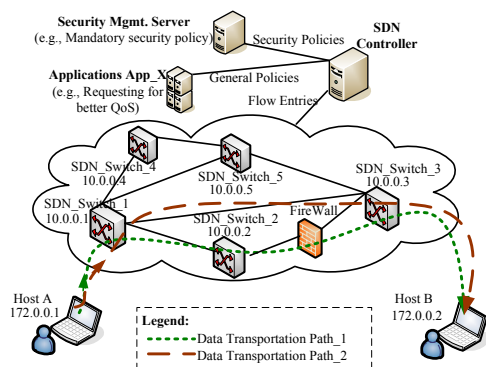 Security Mgmt. Server
(e.g., Mandatory security policy)
SDN
Controller
Security Policies
Applications App_X
(e.g., Requesting for
better QoS)
General Policies
Flow Entries
SDN_Switch_4
10.0.0.4
SDN_Switch_5
10.0.0.5
SDN_Switch_3
10.0.0.3
SDN_Switch_1
10.0.0.1
SDN_Switch_2
10.0.0.2
FireWall
Host A
172.0.0.1
Host B
172.0.0.2
Legend:
Data Transportation Path_1
Data Transportation Path_2